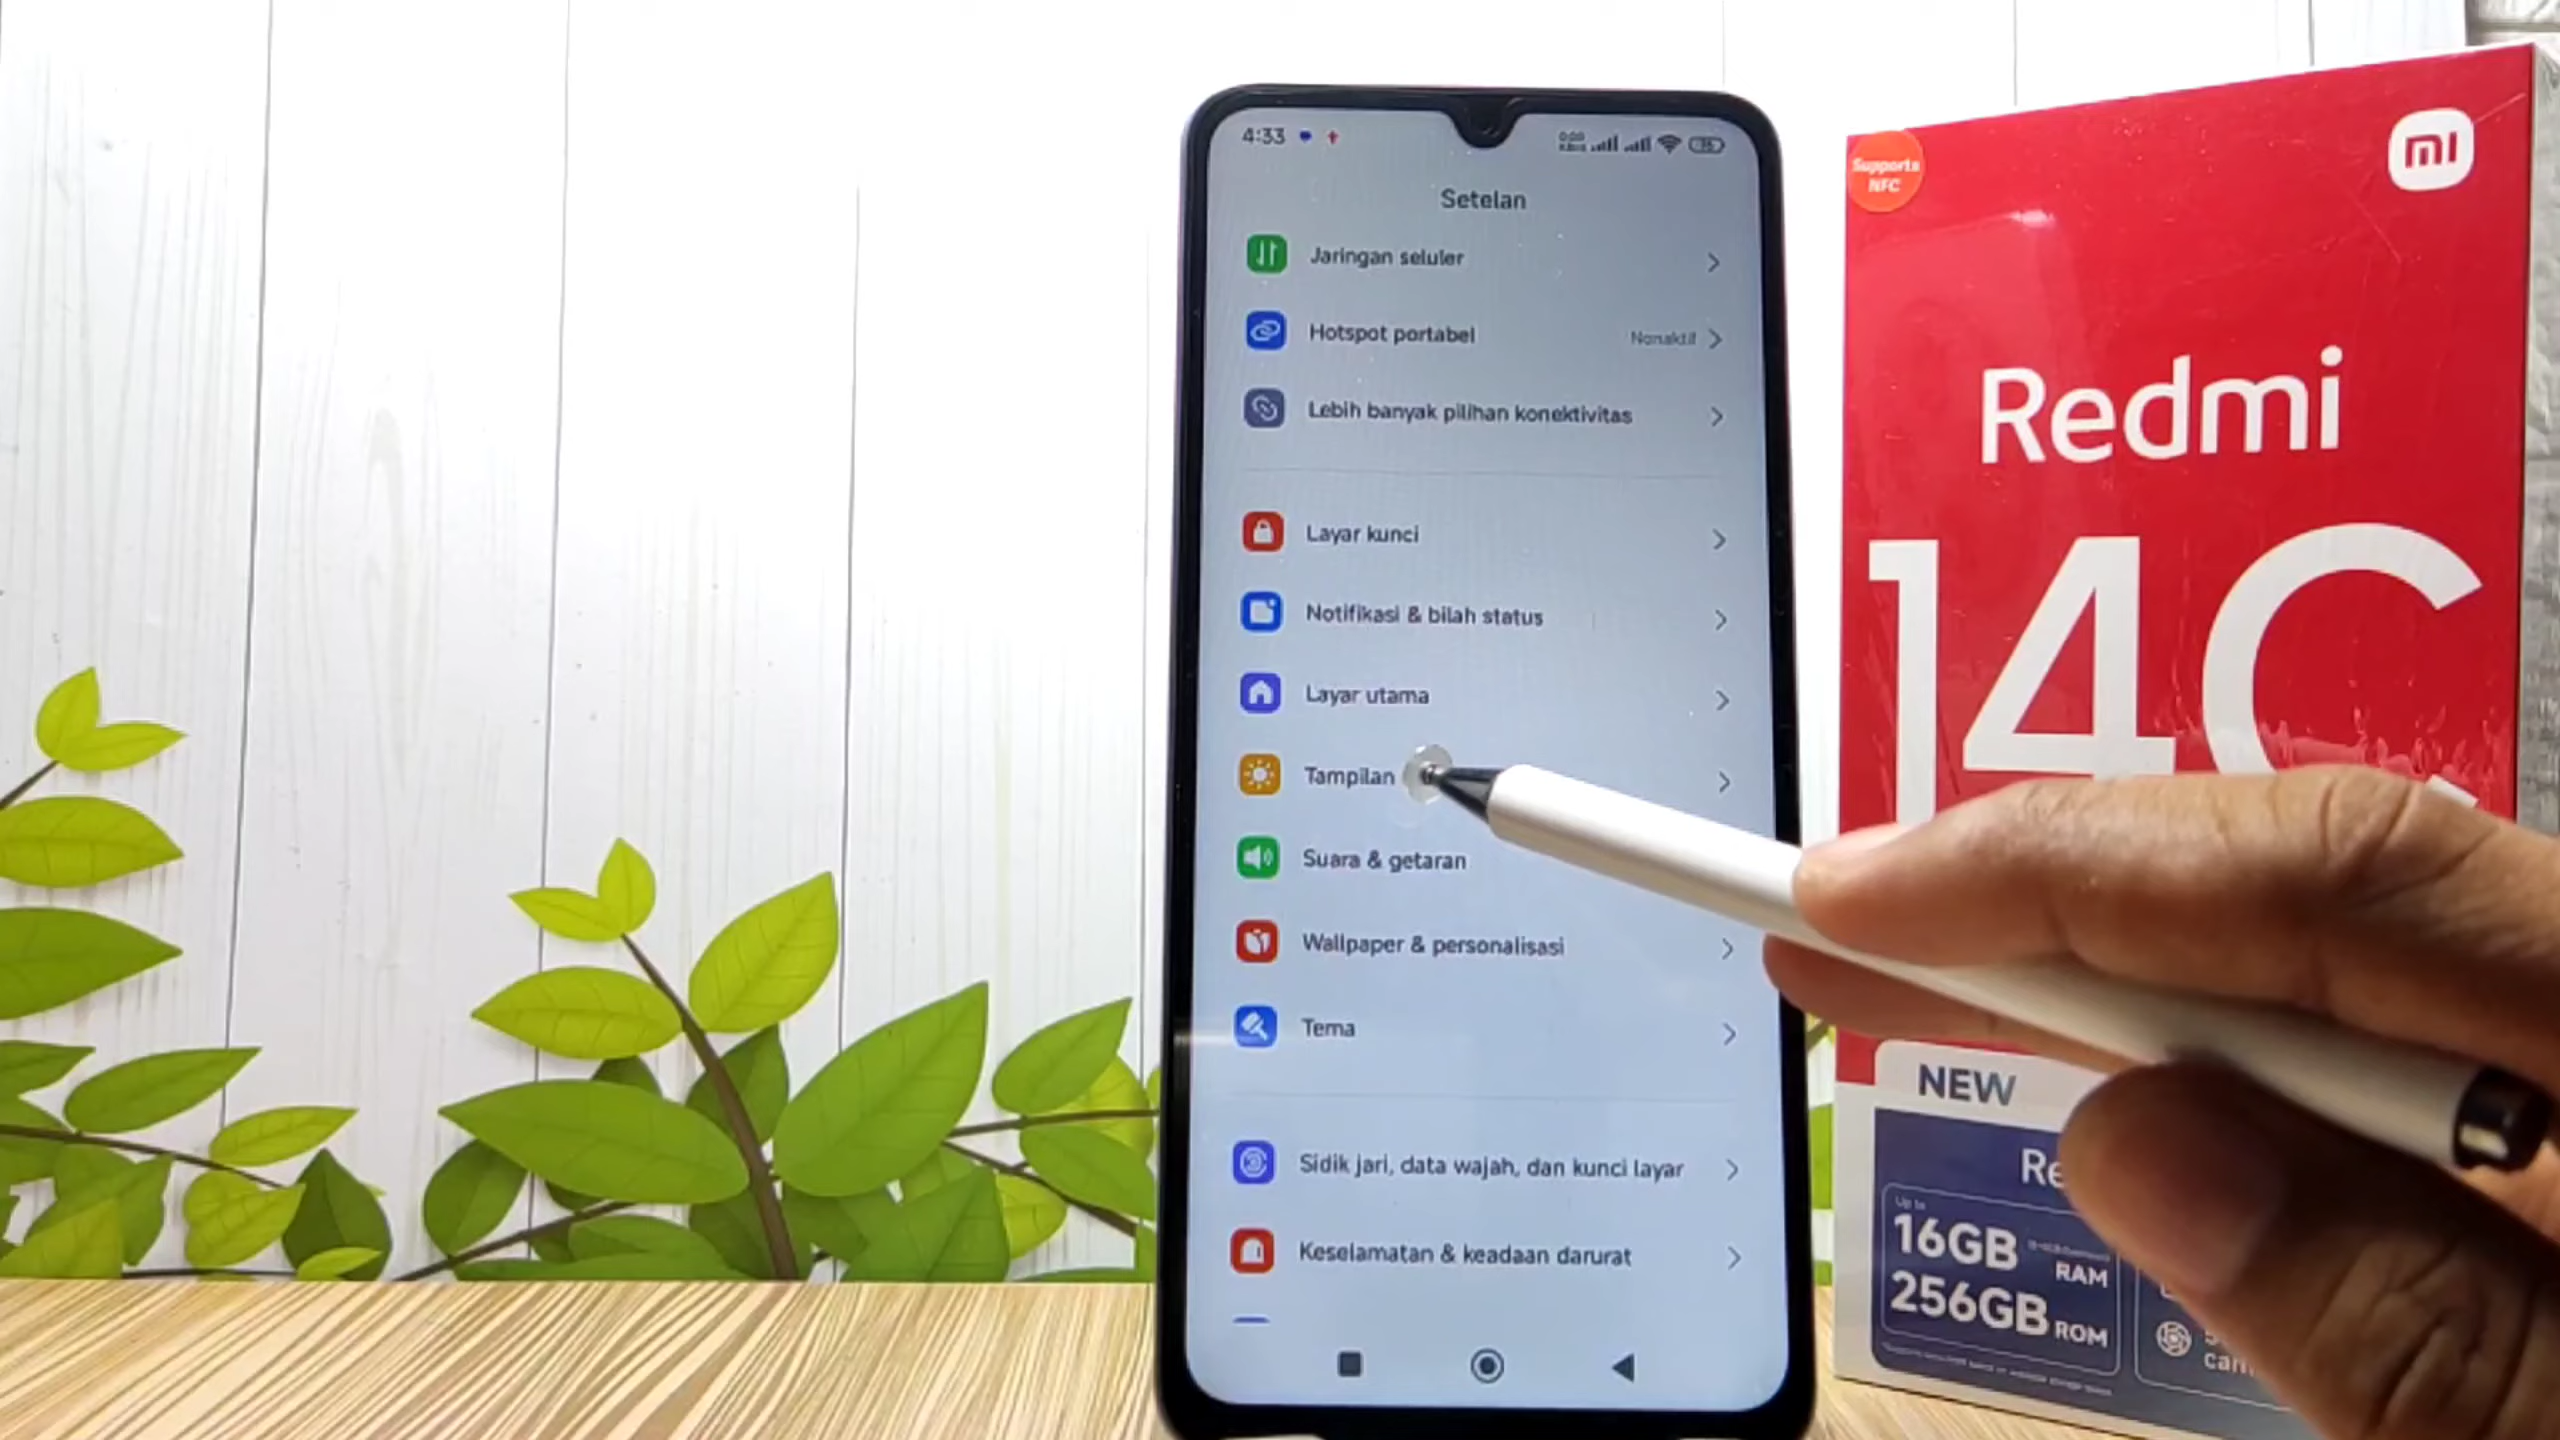 4:33
Setelan
Jaringan seluler
Hotspot portabel
Nonaktif
Lebih banyak pilihan konektivitas
Layar kunci
Notifikasi & bilah status
Layar utama
Tampilan
Suara & getaran
Wallpaper & personalisasi
Tema
Sidik jari, data wajah, dan kunci layar
Keselamatan & keadaan darurat
Supports
NFC
mi
Redmi
14C
NEW
Re
Up to
16GB
RAM
256GB
ROM